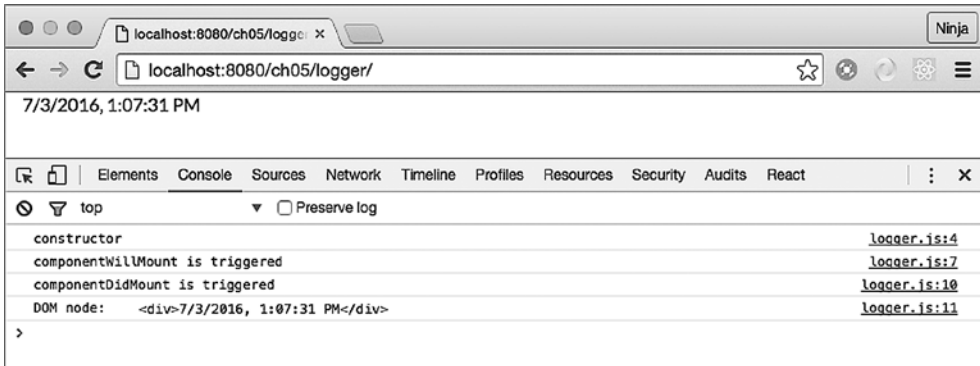 localhost:8080/ch05/logge
Ninja
localhost:8080/ch05/logger/
7/3/2016, 1:07:31 PM
Elements Console Sources Network Timeline Profiles Resources Security Audits React
top Preserve log
constructor logger.js:4
componentWillMount is triggered logger.js:7
componentDidMount is triggered logger.js:10
DOM node: <div>7/3/2016, 1:07:31 PM</div> logger.js:11